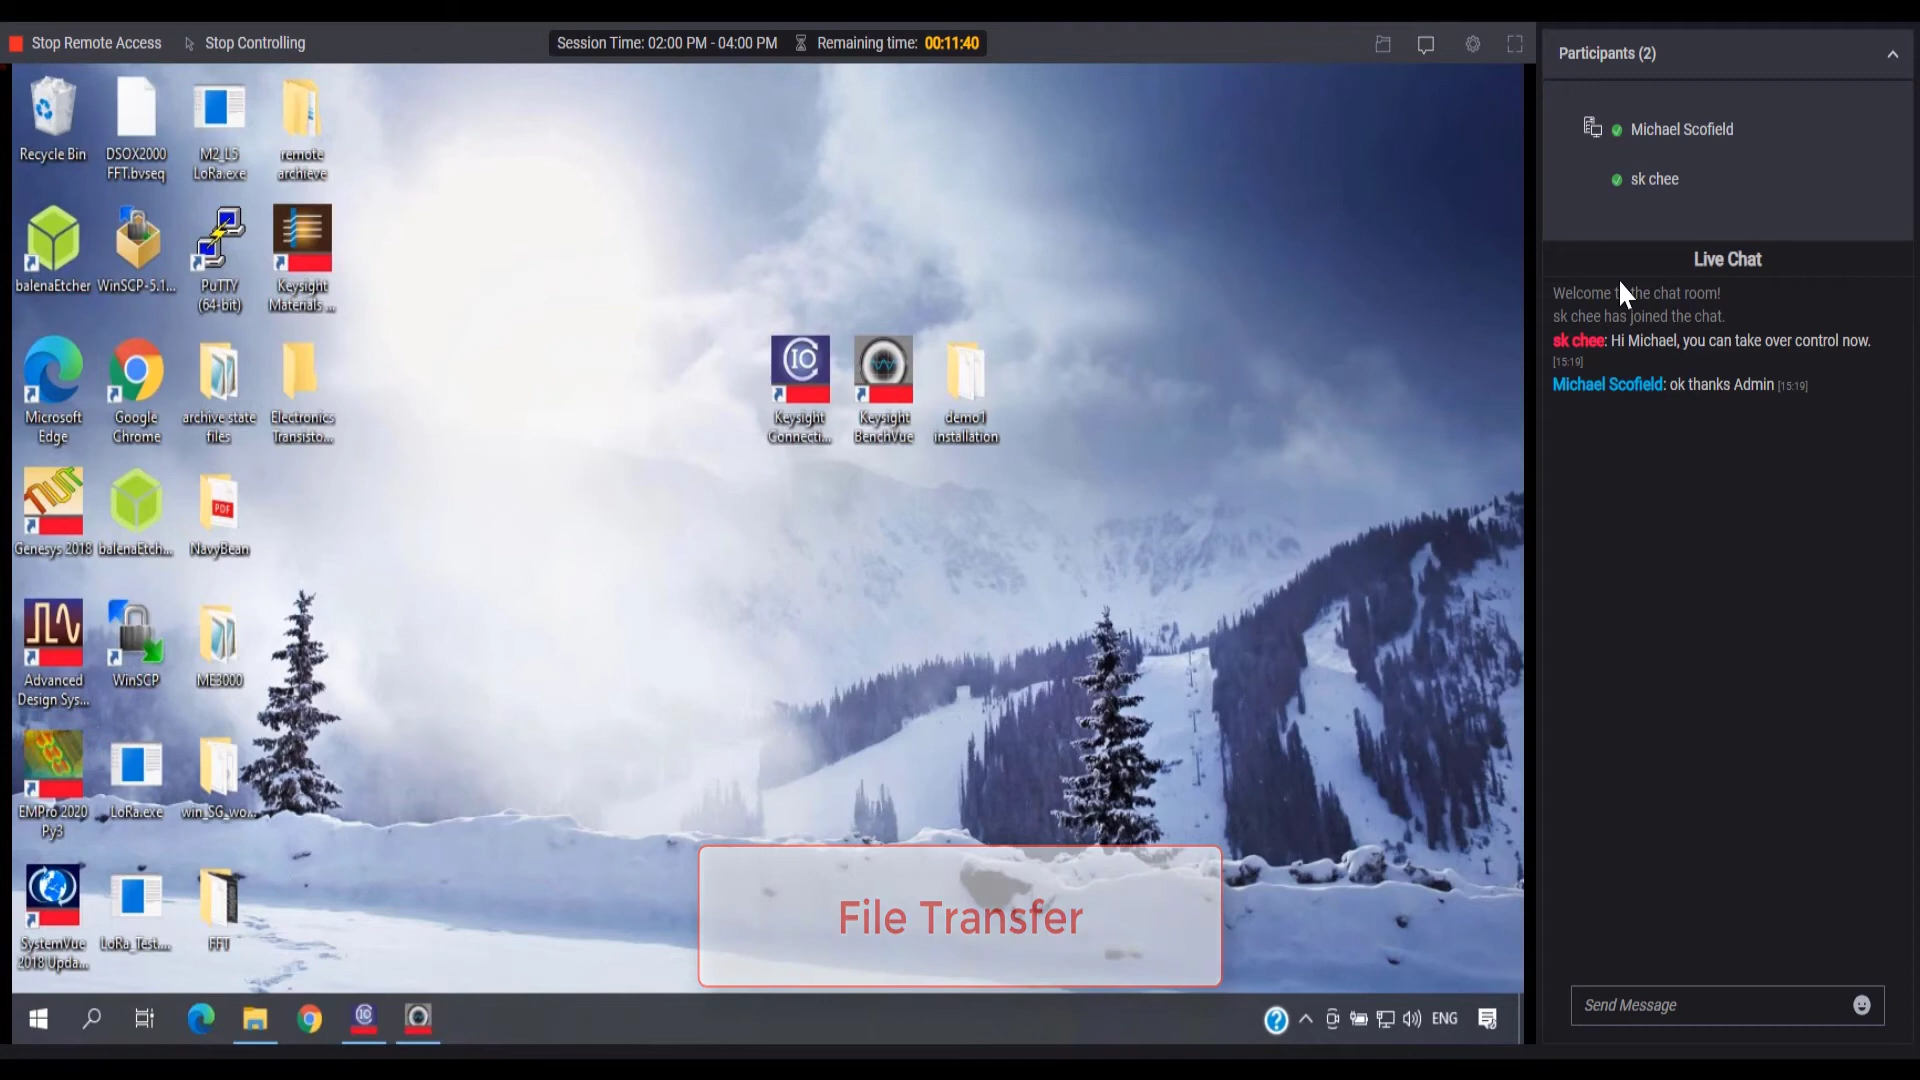 Stop Remote Access
Stop Controlling
Session Time: 02:00 PM - 04:00 PM
Remaining time: 00:11:40
Participants (2)
Michael Scofield
sk chee
Live Chat
Welcome t the chat room!
sk chee has joined the chat.
sk chee: Hi Michael, you can take over control now.
[15:19]
Michael Scofield: ok thanks Admin [15:19]
Send Message
Recycle Bin
DSOX2000
FFT.bvseq
M2_L5
LoRa.exe
remote
archieve
balenaEtcher
WinSCP-5.1...
PuTTY
(64-bit)
Keysight
Materials ...
Microsoft
Edge
Google
Chrome
archive state
files
Electronics
Transisto...
IO
Keysight
Connecti...
Keysight
BenchVue
demo1
installation
Genesys 2018
balenaEtch...
PDF
NavyBean
Advanced
Design Sys...
WinSCP
ME3000
EMPro 2020
Py3
LoRa.exe
win_SG_wo...
SystemVue
2018 Upda...
LoRa_Test...
FFT
File Transfer
IO
ENG